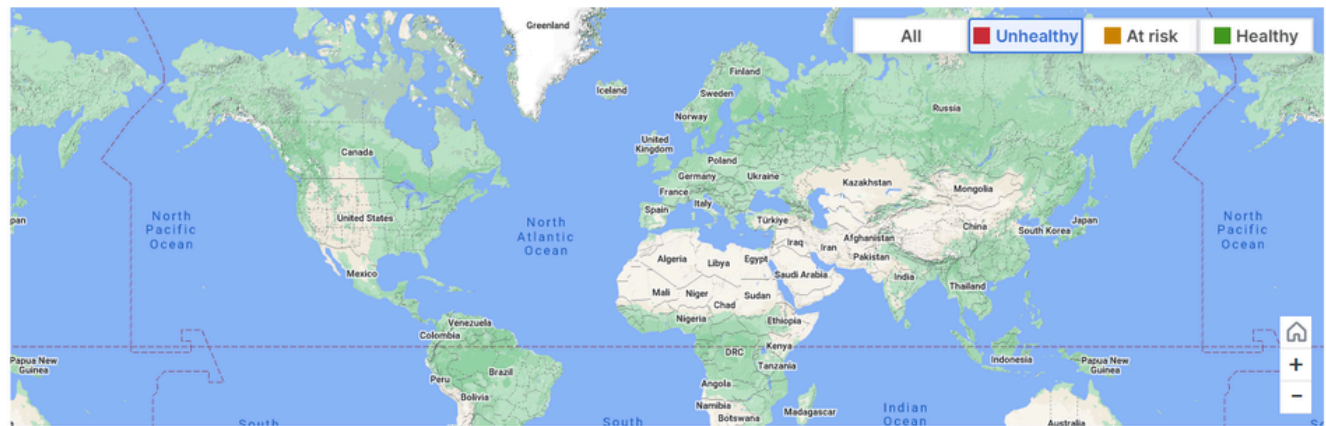 Greenland
All
Unhealthy
At risk
Healthy
Finland
Iceland
Sweden
Russia
Norway
United
Kingdom
Canada
Poland
Germany
Ukraine
Kazakhstan
Mongolia
France
Italy
Spain
North
Pacific
Ocean
United States
North
Atlantic
Ocean
Türkiye
China
South Korea
Japan
North
Pacific
Ocean
pan
Iraq
Iran
Afghanistan
Pakistan
Algeria
Libya
Egypt
Saudi Arabia
India
Mexico
Thailand
Mali
Niger
Chad
Sudan
Nigeria
Ethiopia
Venezuela
Colombia
DRC
Kenya
Tanzania
Indonesia
Papua New
Guinea
Papua New
Guinea
Peru
Brazil
Bolivia
Angola
Namibia
Botswana
Madagascar
Indian
Ocean
Australia
South
South
So
+
−